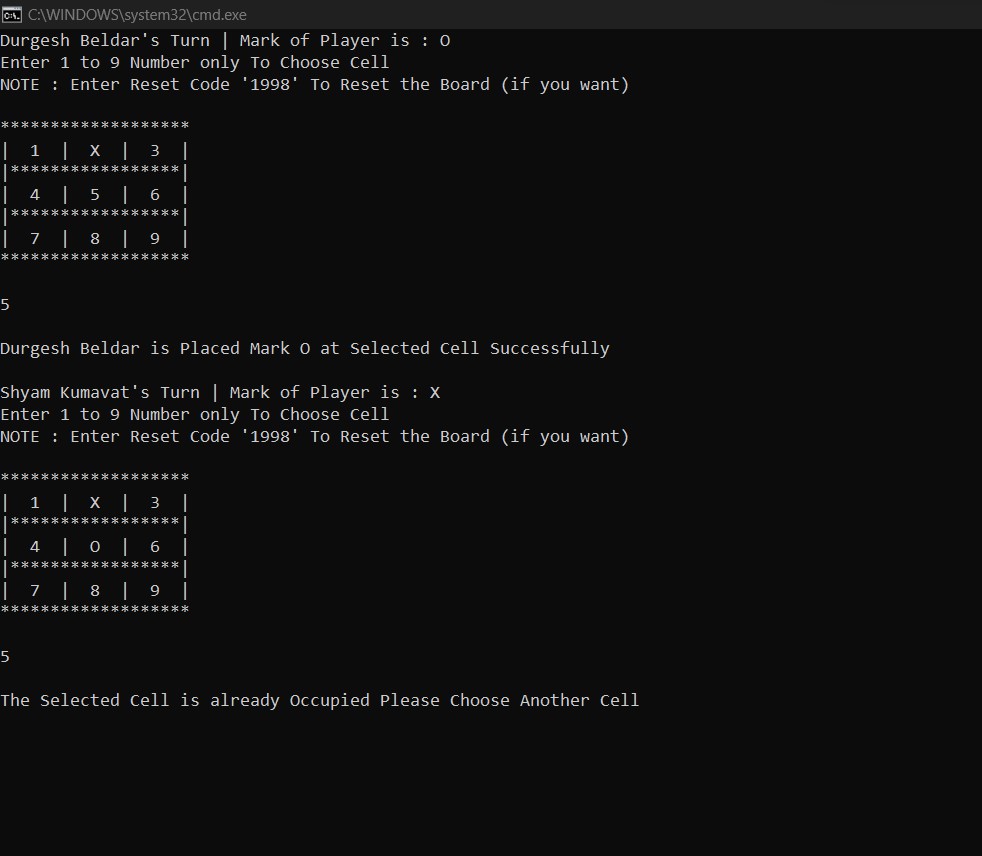 C:\WINDOWS\system32\cmd.exe
Durgesh Beldar's Turn | Mark of Player is : O
Enter 1 to 9 Number only To Choose Cell
NOTE : Enter Reset Code '1998' To Reset the Board (if you want)
*******************
|  1  |  X  |  3  |
|*****************|
|  4  |  5  |  6  |
|*****************|
|  7  |  8  |  9  |
*******************
5
Durgesh Beldar is Placed Mark O at Selected Cell Successfully
Shyam Kumavat's Turn | Mark of Player is : X
Enter 1 to 9 Number only To Choose Cell
NOTE : Enter Reset Code '1998' To Reset the Board (if you want)
*******************
|  1  |  X  |  3  |
|*****************|
|  4  |  O  |  6  |
|*****************|
|  7  |  8  |  9  |
*******************
5
The Selected Cell is already Occupied Please Choose Another Cell